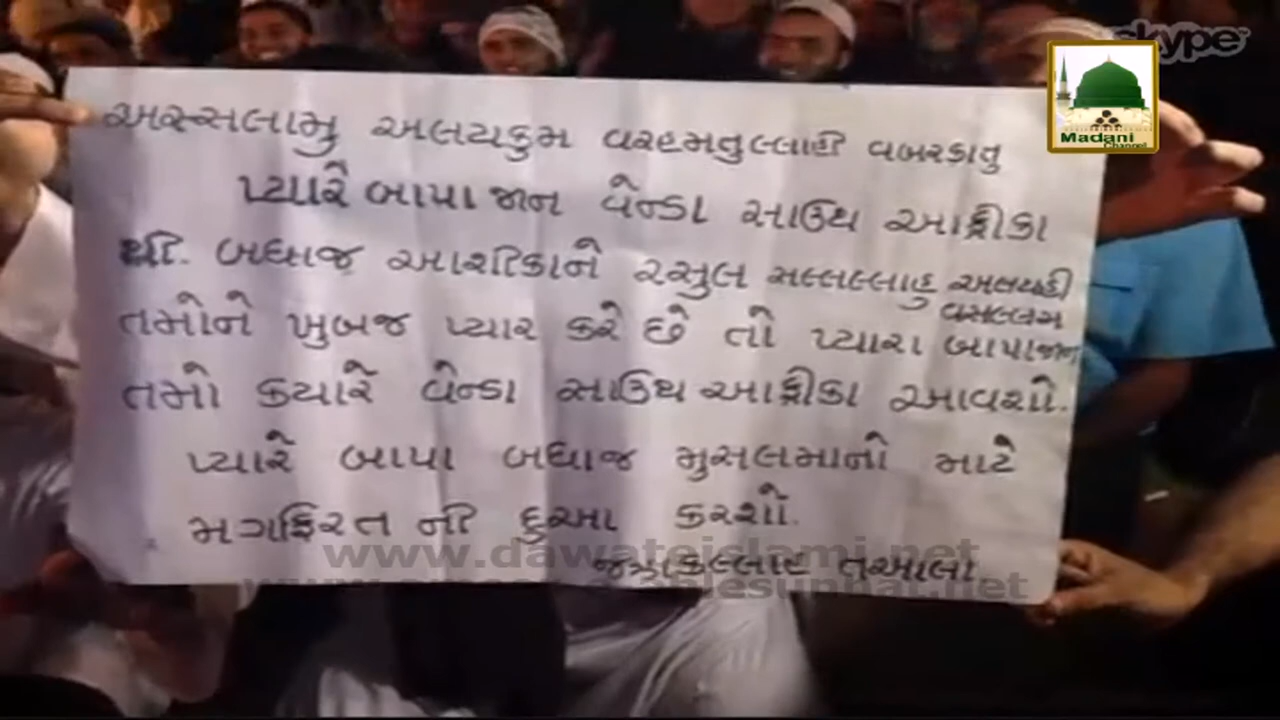 skype
Madani
Channel
અસ્સલામુ અલયકુમ વરહમતુલ્લાહી વબરકાતુ
પ્યારે બાપા જાન વેન્ડા સાઉથ આફ્રીકા
થી. બધાજ આશીકાને રસુલ સલ્લલ્લાહુ અલયહી
વસલ્લમ
તમોને ખુબજ પ્યાર કરે છે તો પ્યારા બાપાજાન
તમો ક્યારે વેન્ડા સાઉથ આફ્રીકા આવશો.
પ્યારે બાપા બધાજ મુસલમાનો માટે
મગફિરત ની દુઆ કરશો.
જઝાકલ્લાહ તઆલા
www.dawateislami.net